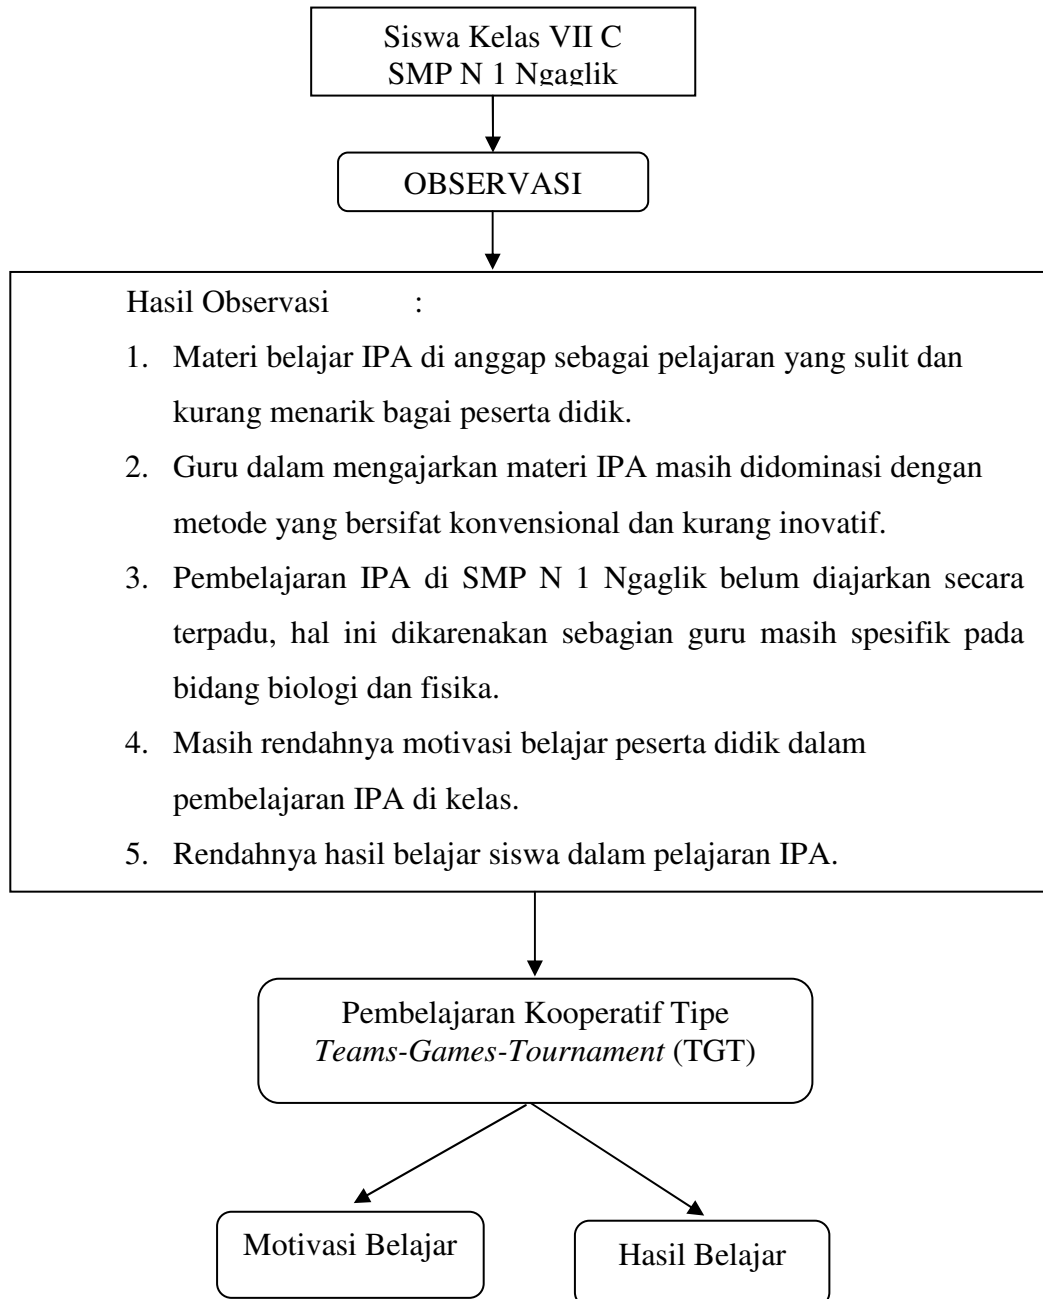 Siswa Kelas VII C
SMP N 1 Ngaglik
OBSERVASI
Hasil Observasi :
1. Materi belajar IPA di anggap sebagai pelajaran yang sulit dan
kurang menarik bagai peserta didik.
2. Guru dalam mengajarkan materi IPA masih didominasi dengan
metode yang bersifat konvensional dan kurang inovatif.
3. Pembelajaran IPA di SMP N 1 Ngaglik belum diajarkan secara
terpadu, hal ini dikarenakan sebagian guru masih spesifik pada
bidang biologi dan fisika.
4. Masih rendahnya motivasi belajar peserta didik dalam
pembelajaran IPA di kelas.
5. Rendahnya hasil belajar siswa dalam pelajaran IPA.
Pembelajaran Kooperatif Tipe
Teams-Games-Tournament (TGT)
Motivasi Belajar
Hasil Belajar